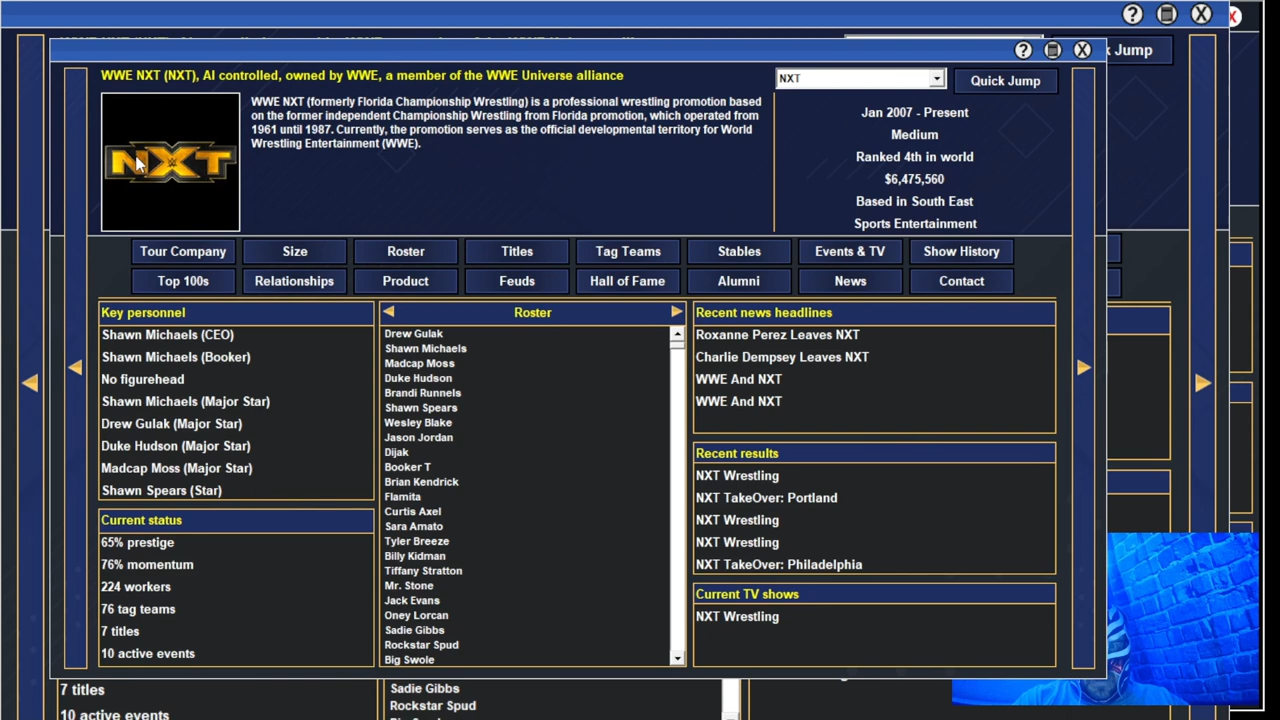 ? X
k Jump
? X
WWE NXT (NXT), AI controlled, owned by WWE, a member of the WWE Universe alliance
NXT
Quick Jump
NXT
WWE NXT (formerly Florida Championship Wrestling) is a professional wrestling promotion based
on the former independent Championship Wrestling from Florida promotion, which operated from
1961 until 1987. Currently, the promotion serves as the official developmental territory for World
Wrestling Entertainment (WWE).
Jan 2007 - Present
Medium
Ranked 4th in world
$6,475,560
Based in South East
Sports Entertainment
Tour Company Size Roster Titles Tag Teams Stables Events & TV Show History
Top 100s Relationships Product Feuds Hall of Fame Alumni News Contact
Key personnel
Shawn Michaels (CEO)
Shawn Michaels (Booker)
No figurehead
Shawn Michaels (Major Star)
Drew Gulak (Major Star)
Duke Hudson (Major Star)
Madcap Moss (Major Star)
Shawn Spears (Star)
Current status
65% prestige
76% momentum
224 workers
76 tag teams
7 titles
10 active events
Roster
Drew Gulak
Shawn Michaels
Madcap Moss
Duke Hudson
Brandi Runnels
Shawn Spears
Wesley Blake
Jason Jordan
Dijak
Booker T
Brian Kendrick
Flamita
Curtis Axel
Sara Amato
Tyler Breeze
Billy Kidman
Tiffany Stratton
Mr. Stone
Jack Evans
Oney Lorcan
Sadie Gibbs
Rockstar Spud
Big Swole
Recent news headlines
Roxanne Perez Leaves NXT
Charlie Dempsey Leaves NXT
WWE And NXT
WWE And NXT
Recent results
NXT Wrestling
NXT TakeOver: Portland
NXT Wrestling
NXT Wrestling
NXT TakeOver: Philadelphia
Current TV shows
NXT Wrestling
7 titles
10 active events
Sadie Gibbs
Rockstar Spud